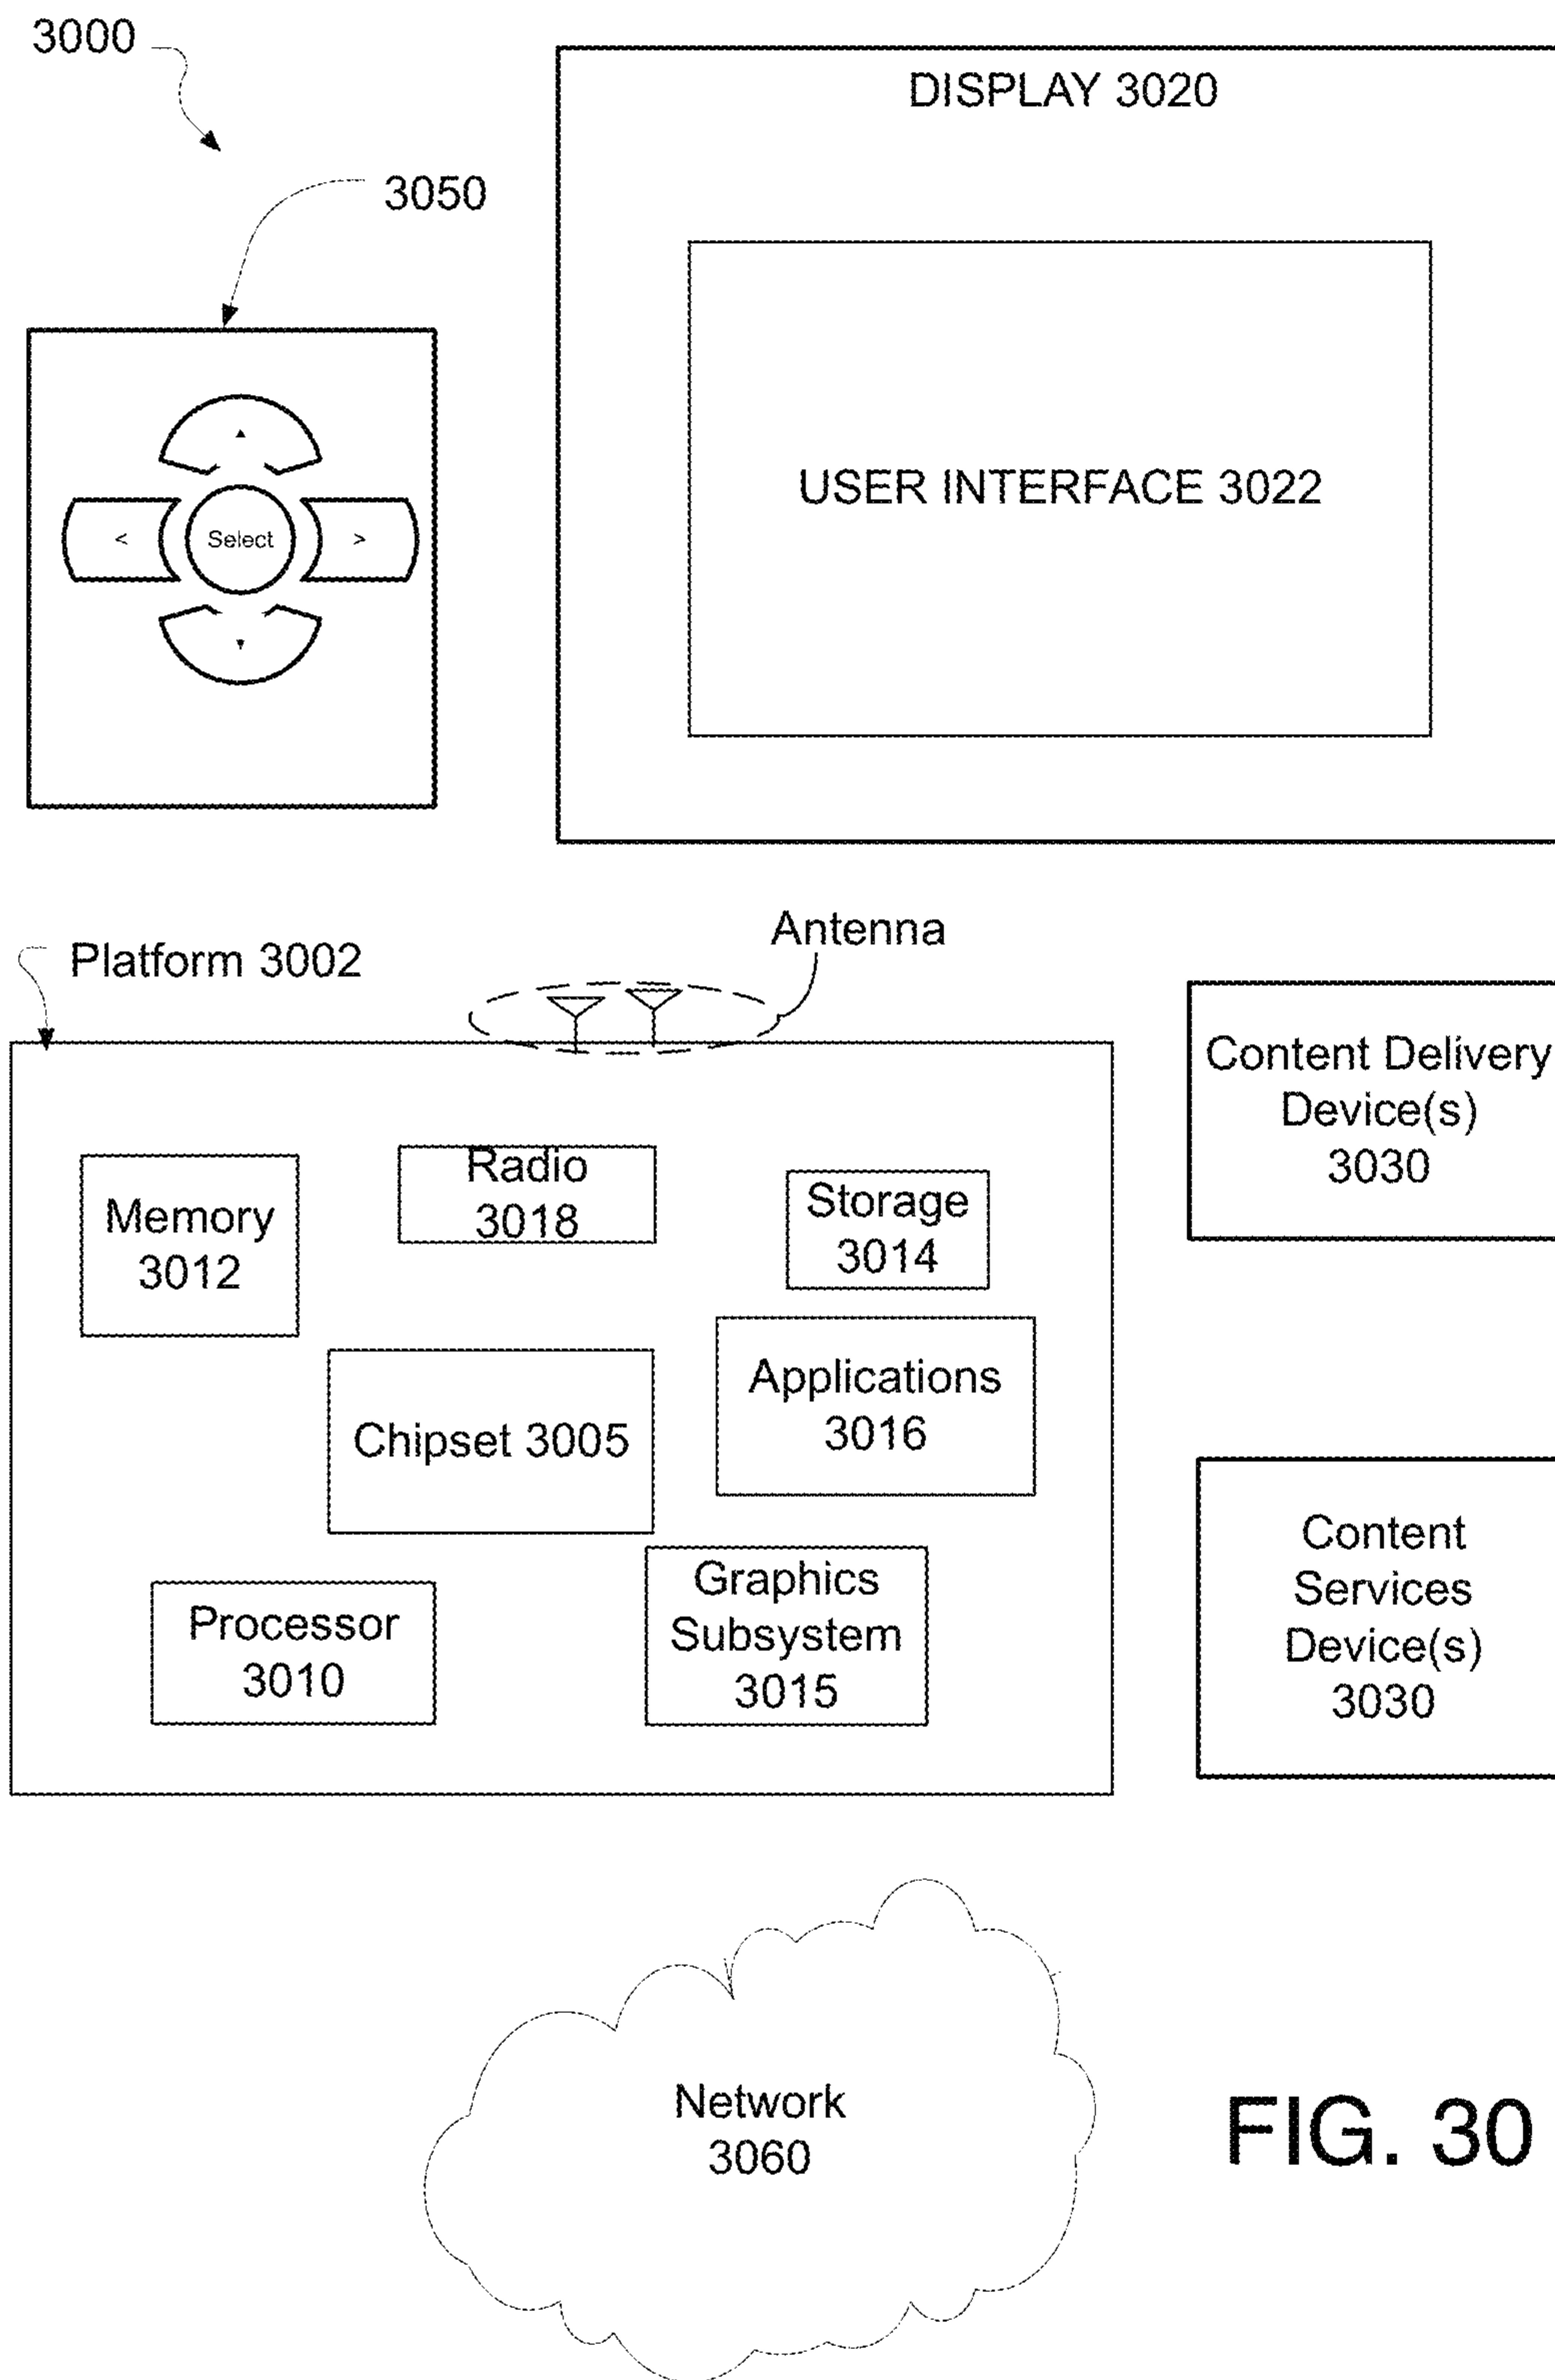 3000
DISPLAY 3020
3050
USER INTERFACE 3022
▲
<
Select
>
▼
Antenna
Platform 3002
Content Delivery
Device(s)
3030
Radio
3018
Memory
3012
Storage
3014
Applications
3016
Chipset 3005
Content
Services
Device(s)
3030
Graphics
Subsystem
3015
Processor
3010
Network
3060
FIG. 30